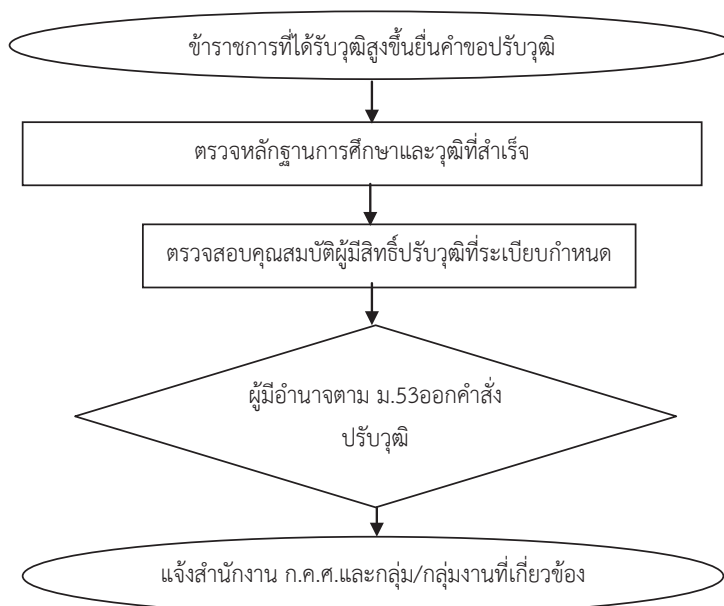 ข้าราชการที่ได้รับวุฒิสูงขึ้นยื่นคำขอปรับวุฒิ
ตรวจหลักฐานการศึกษาและวุฒิที่สำเร็จ
ตรวจสอบคุณสมบัติผู้มีสิทธิ์ปรับวุฒิที่ระเบียบกำหนด
ผู้มีอำนาจตาม ม.53ออกคำสั่ง
ปรับวุฒิ
แจ้งสำนักงาน ก.ค.ศ.และกลุ่ม/กลุ่มงานที่เกี่ยวข้อง